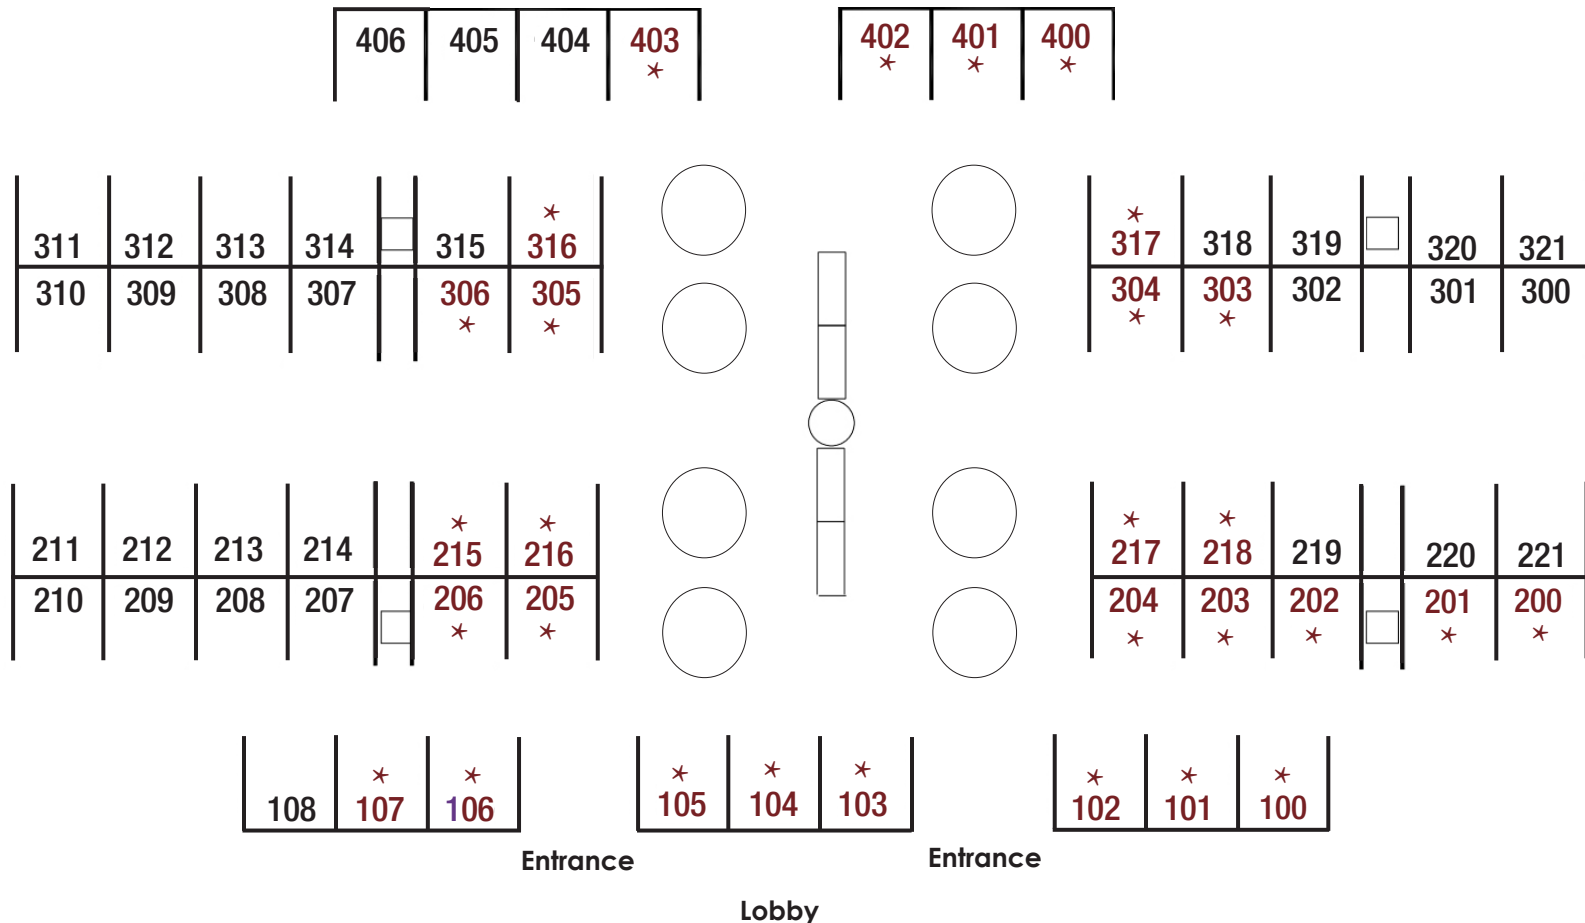 406 405 404 403 402 401 400
* * * *
* *
311 312 313 314 315 316 317 318 319 320 321
310 309 308 307 306 305 304 303 302 301 300
* * * *
* * * *
211 212 213 214 215 216 217 218 219 220 221
210 209 208 207 206 205 204 203 202 201 200
* * * * * * *
* * * * * * * *
108 107 106 105 104 103 102 101 100
Entrance Entrance
Lobby